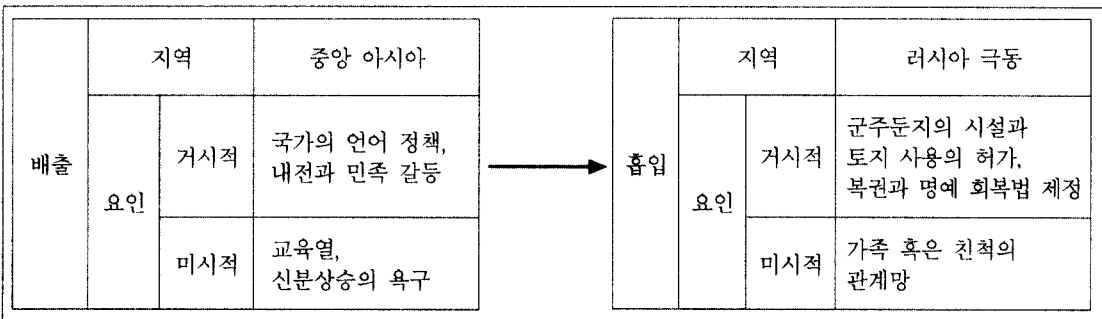 배출
지역
중앙 아시아
요인
거시적
국가의 언어 정책,
내전과 민족 갈등
미시적
교육열,
신분상승의 욕구
흡입
지역
러시아 극동
요인
거시적
군주둔지의 시설과
토지 사용의 허가,
복권과 명예 회복법 제정
미시적
가족 혹은 친척의
관계망